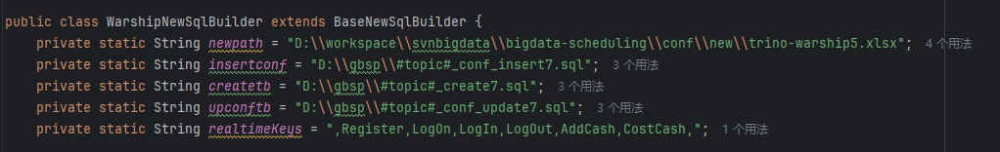 public class WarshipNewSqlBuilder extends BaseNewSqlBuilder {
private static String newpath = "D:\\workspace\\svnbigdata\\bigdata-scheduling\\conf\\new\\trino-warship5.xlsx"; 4 个用法
private static String insertconf = "D:\\gbsp\\#topic#_conf_insert7.sql"; 3 个用法
private static String createtb = "D:\\gbsp\\#topic#_create7.sql"; 3 个用法
private static String upconftb = "D:\\gbsp\\#topic#_conf_update7.sql"; 3 个用法
private static String realtimeKeys = ",Register,LogOn,LogIn,LogOut,AddCash,CostCash,"; 1 个用法